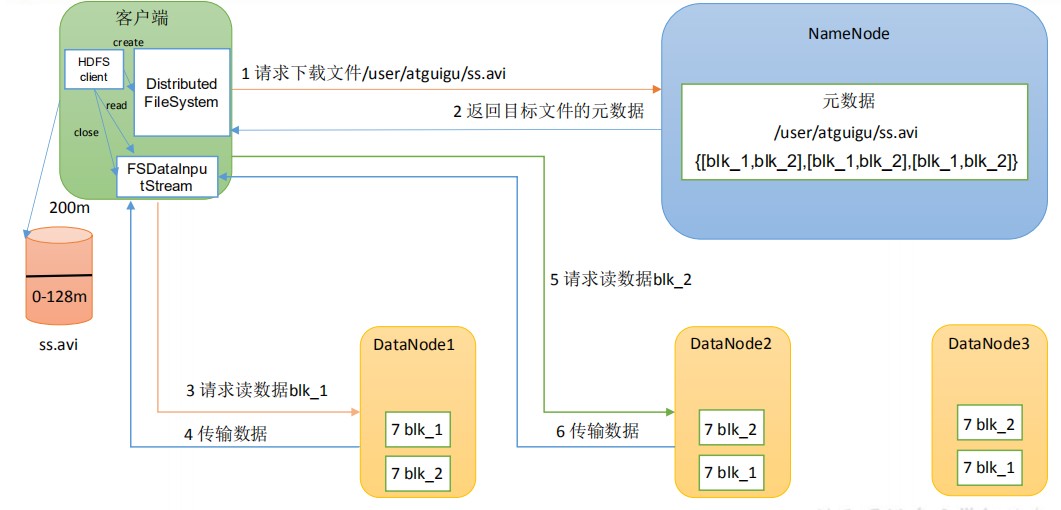 客户端
create
HDFS
client
Distributed
FileSystem
read
close
FSDataInpu
tStream
1 请求下载文件/user/atguigu/ss.avi
2 返回目标文件的元数据
NameNode
元数据
/user/atguigu/ss.avi
{[blk_1,blk_2],[blk_1,blk_2],[blk_1,blk_2]}
200m
0-128m
ss.avi
5 请求读数据blk_2
3 请求读数据blk_1
4 传输数据
6 传输数据
DataNode1
7 blk_1
7 blk_2
DataNode2
7 blk_2
7 blk_1
DataNode3
7 blk_2
7 blk_1